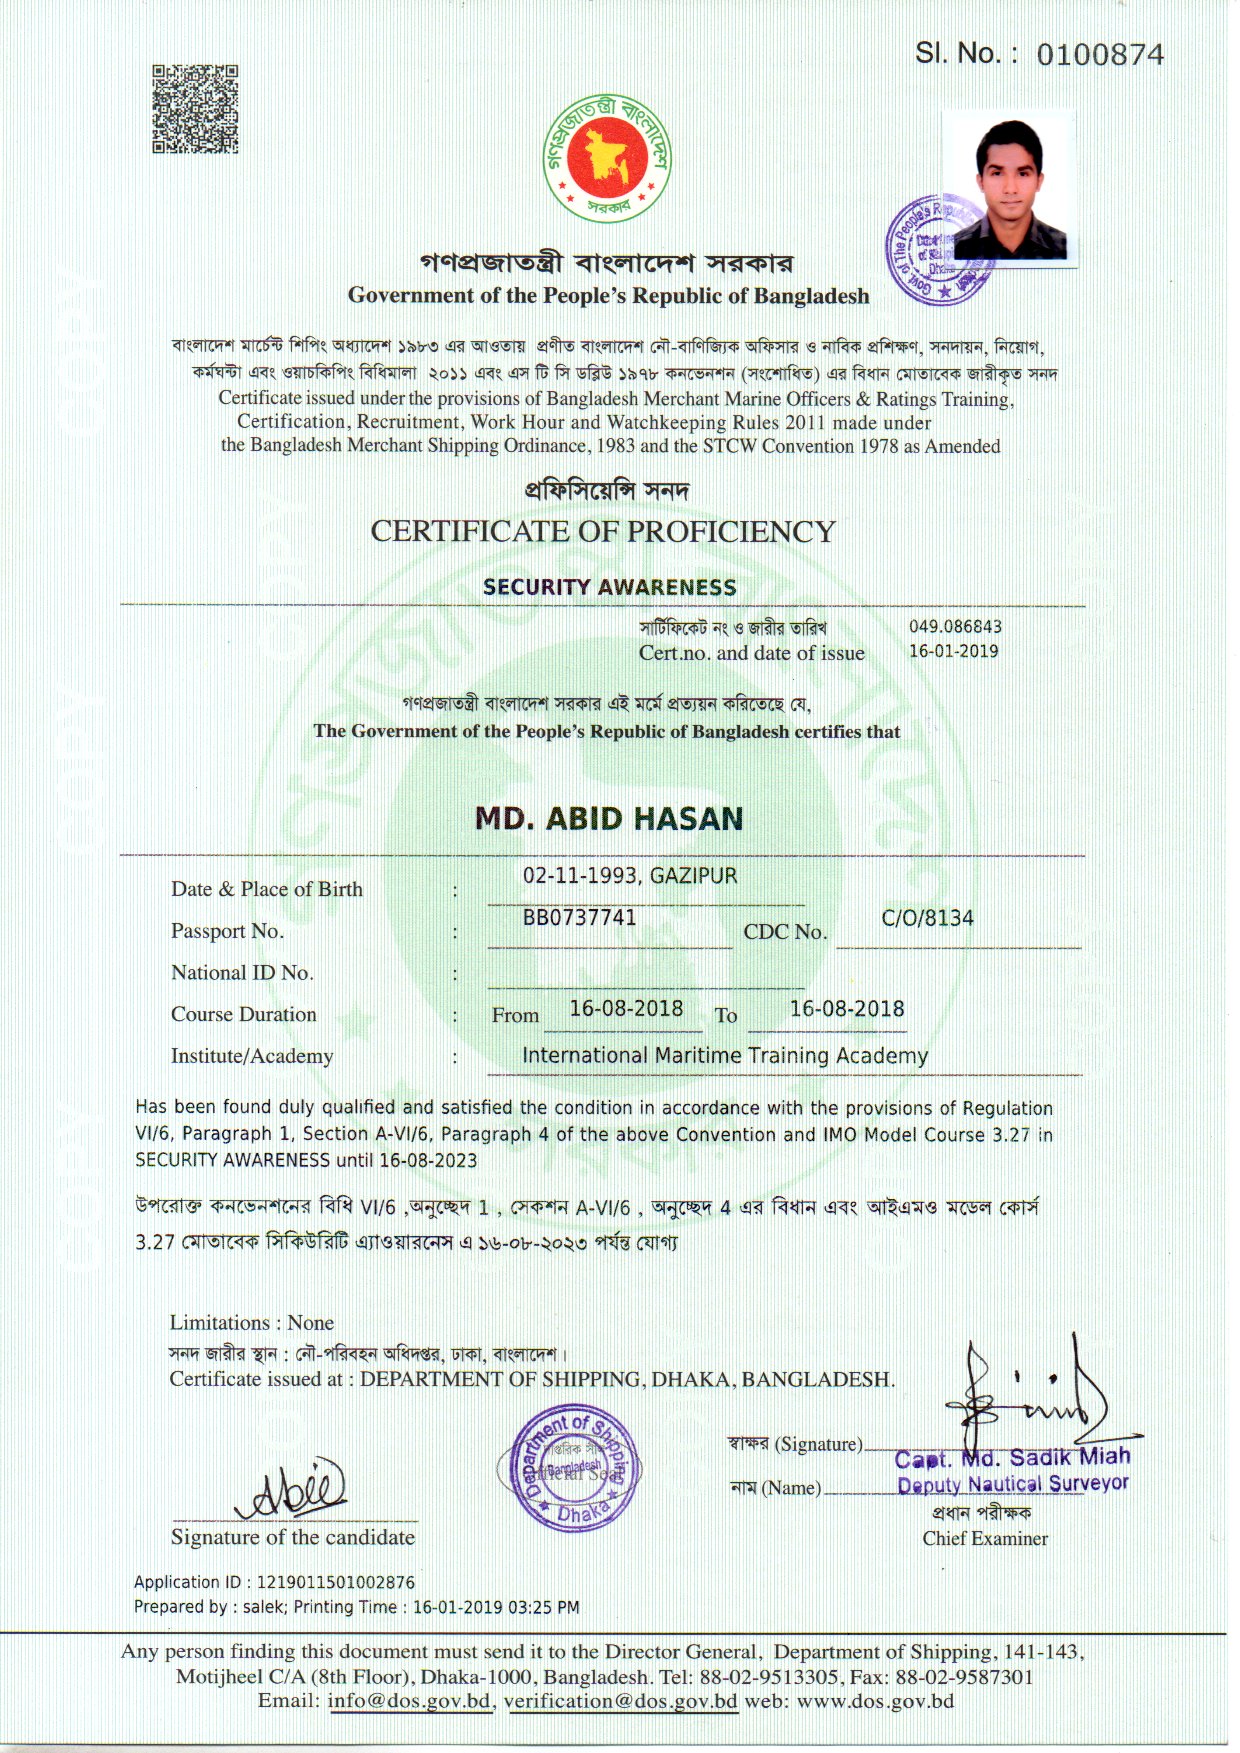 Sl. No. : 0100874
গণপ্রজাতন্ত্রী বাংলাদেশ
সরকার
Govt. of The People's Republic
Dhaka
গণপ্রজাতন্ত্রী বাংলাদেশ সরকার
Government of the People's Republic of Bangladesh
বাংলাদেশ মার্চেন্ট শিপিং অধ্যাদেশ ১৯৮৩ এর আওতায় প্রণীত বাংলাদেশ নৌ-বাণিজ্যিক অফিসার ও নাবিক প্রশিক্ষণ, সনদায়ন, নিয়োগ,
কর্মঘন্টা এবং ওয়াচকিপিং বিধিমালা ২০১১ এবং এস টি সি ডব্লিউ ১৯৭৮ কনভেনশন (সংশোধিত) এর বিধান মোতাবেক জারীকৃত সনদ
Certificate issued under the provisions of Bangladesh Merchant Marine Officers & Ratings Training,
Certification, Recruitment, Work Hour and Watchkeeping Rules 2011 made under
the Bangladesh Merchant Shipping Ordinance, 1983 and the STCW Convention 1978 as Amended
প্রফিসিয়েন্সি সনদ
CERTIFICATE OF PROFICIENCY
SECURITY AWARENESS
সার্টিফিকেট নং ও জারীর তারিখ 049.086843
Cert.no. and date of issue 16-01-2019
গণপ্রজাতন্ত্রী বাংলাদেশ সরকার এই মর্মে প্রত্যয়ন করিতেছে যে,
The Government of the People's Republic of Bangladesh certifies that
MD. ABID HASAN
Date & Place of Birth : 02-11-1993, GAZIPUR
Passport No. : BB0737741 CDC No. C/O/8134
National ID No. :
Course Duration : From 16-08-2018 To 16-08-2018
Institute/Academy : International Maritime Training Academy
Has been found duly qualified and satisfied the condition in accordance with the provisions of Regulation
VI/6, Paragraph 1, Section A-VI/6, Paragraph 4 of the above Convention and IMO Model Course 3.27 in
SECURITY AWARENESS until 16-08-2023
উপরোক্ত কনভেনশনের বিধি VI/6 ,অনুচ্ছেদ 1 , সেকশন A-VI/6 , অনুচ্ছেদ 4 এর বিধান এবং আইএমও মডেল কোর্স
3.27 মোতাবেক সিকিউরিটি এ্যাওয়ারনেস এ ১৬-০৮-২০২৩ পর্যন্ত যোগ্য
Limitations : None
সনদ জারীর স্থান : নৌ-পরিবহন অধিদপ্তর, ঢাকা, বাংলাদেশ।
Certificate issued at : DEPARTMENT OF SHIPPING, DHAKA, BANGLADESH.
Department of Shipping
Bangladesh
Dhaka
স্বাক্ষর (Signature)
Capt. Md. Sadik Miah
নাম (Name) Deputy Nautical Surveyor
প্রধান পরীক্ষক
Chief Examiner
Signature of the candidate
Application ID : 1219011501002876
Prepared by : salek; Printing Time : 16-01-2019 03:25 PM
Any person finding this document must send it to the Director General, Department of Shipping, 141-143,
Motijheel C/A (8th Floor), Dhaka-1000, Bangladesh. Tel: 88-02-9513305, Fax: 88-02-9587301
Email: info@dos.gov.bd, verification@dos.gov.bd web: www.dos.gov.bd